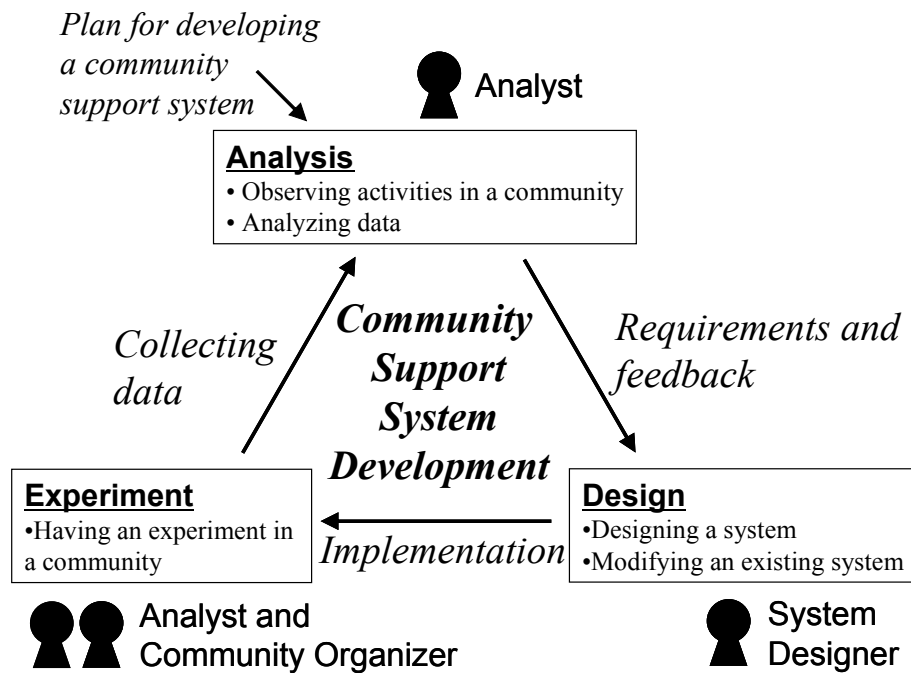 Plan for developing
a community
support system
Analyst
Analysis
• Observing activities in a community
• Analyzing data
Collecting
data
Community
Support
System
Development
Requirements and
feedback
Experiment
•Having an experiment in
a community
Implementation
Design
•Designing a system
•Modifying an existing system
Analyst and
Community Organizer
System
Designer